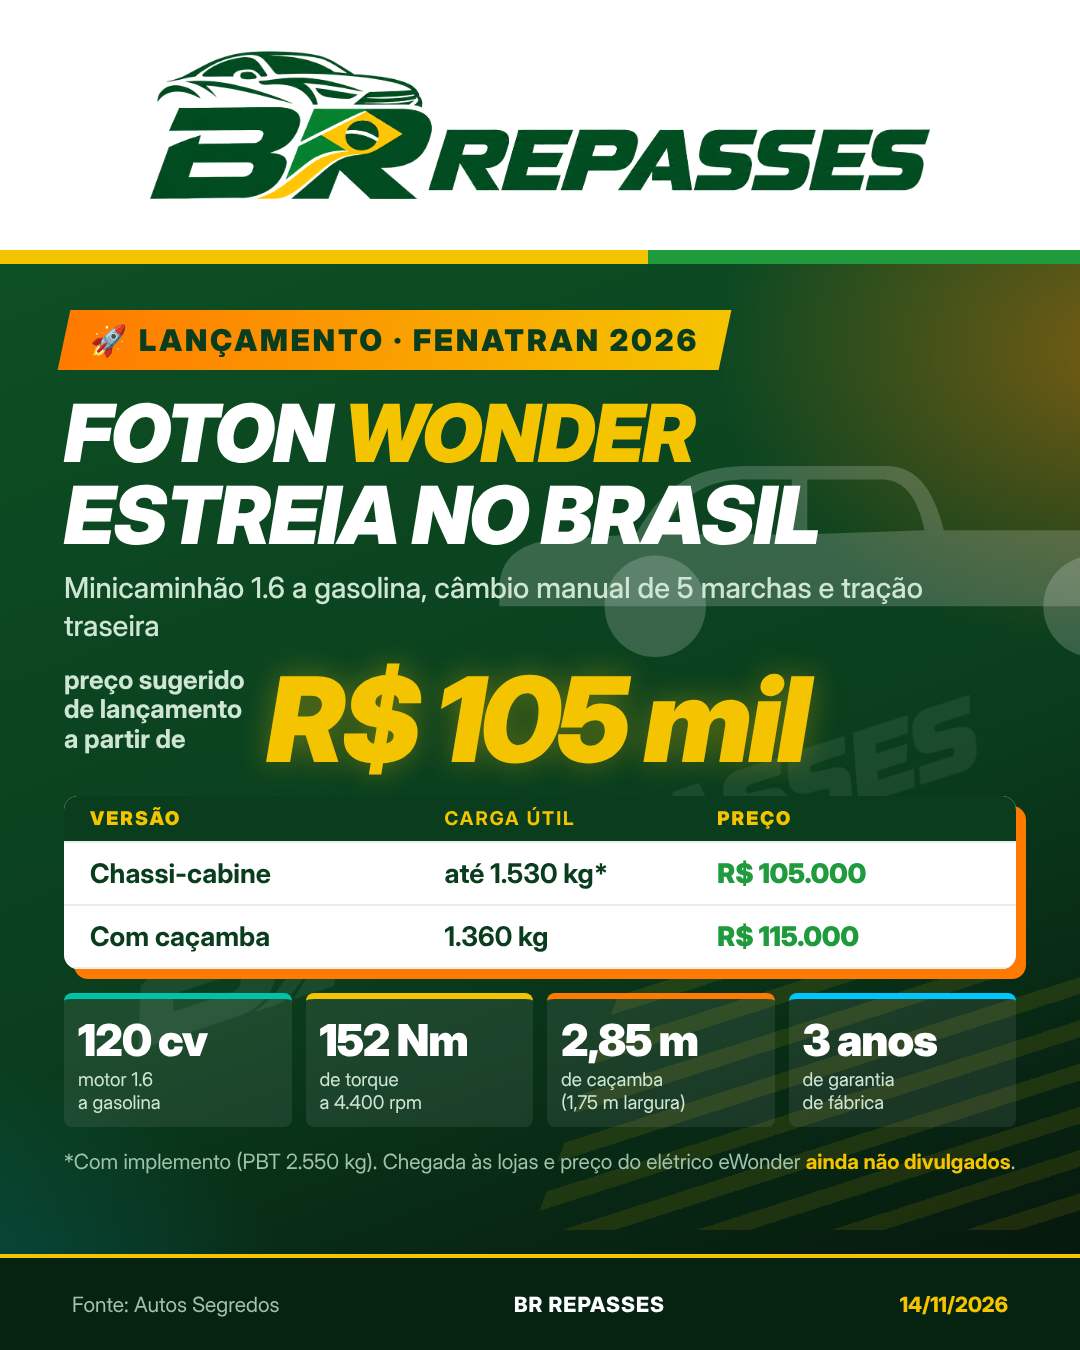 BR REPASSES
🚀 LANÇAMENTO · FENATRAN 2026
FOTON WONDER
ESTREIA NO BRASIL
Minicaminhão 1.6 a gasolina, câmbio manual de 5 marchas e tração
traseira
preço sugerido
de lançamento
a partir de
R$ 105 mil
VERSÃO CARGA ÚTIL PREÇO
Chassi-cabine até 1.530 kg* R$ 105.000
Com caçamba 1.360 kg R$ 115.000
120 cv
motor 1.6
a gasolina
152 Nm
de torque
a 4.400 rpm
2,85 m
de caçamba
(1,75 m largura)
3 anos
de garantia
de fábrica
*Com implemento (PBT 2.550 kg). Chegada às lojas e preço do elétrico eWonder ainda não divulgados.
Fonte: Autos Segredos
BR REPASSES
14/11/2026